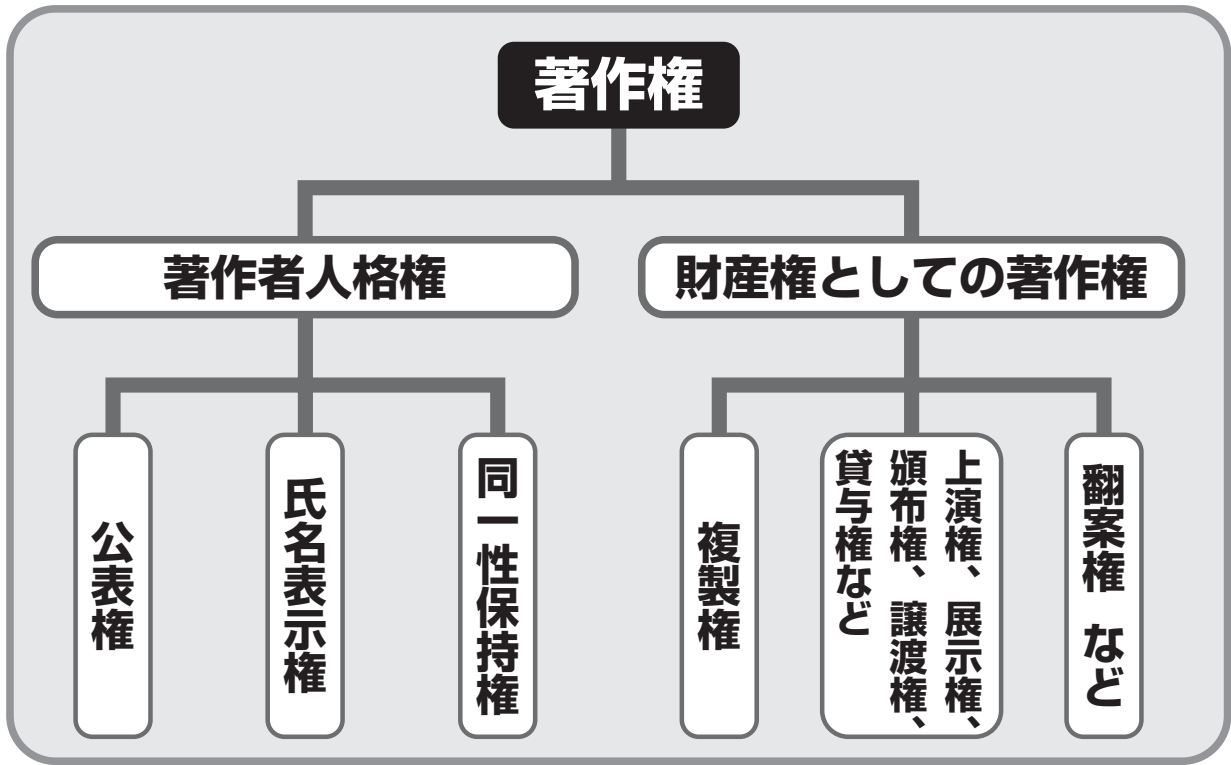 著作権
著作者人格権
財産権としての著作権
公表権
氏名表示権
同一性保持権
複製権
上演権、展示権、
頒布権、譲渡権、
貸与権など
翻案権 など